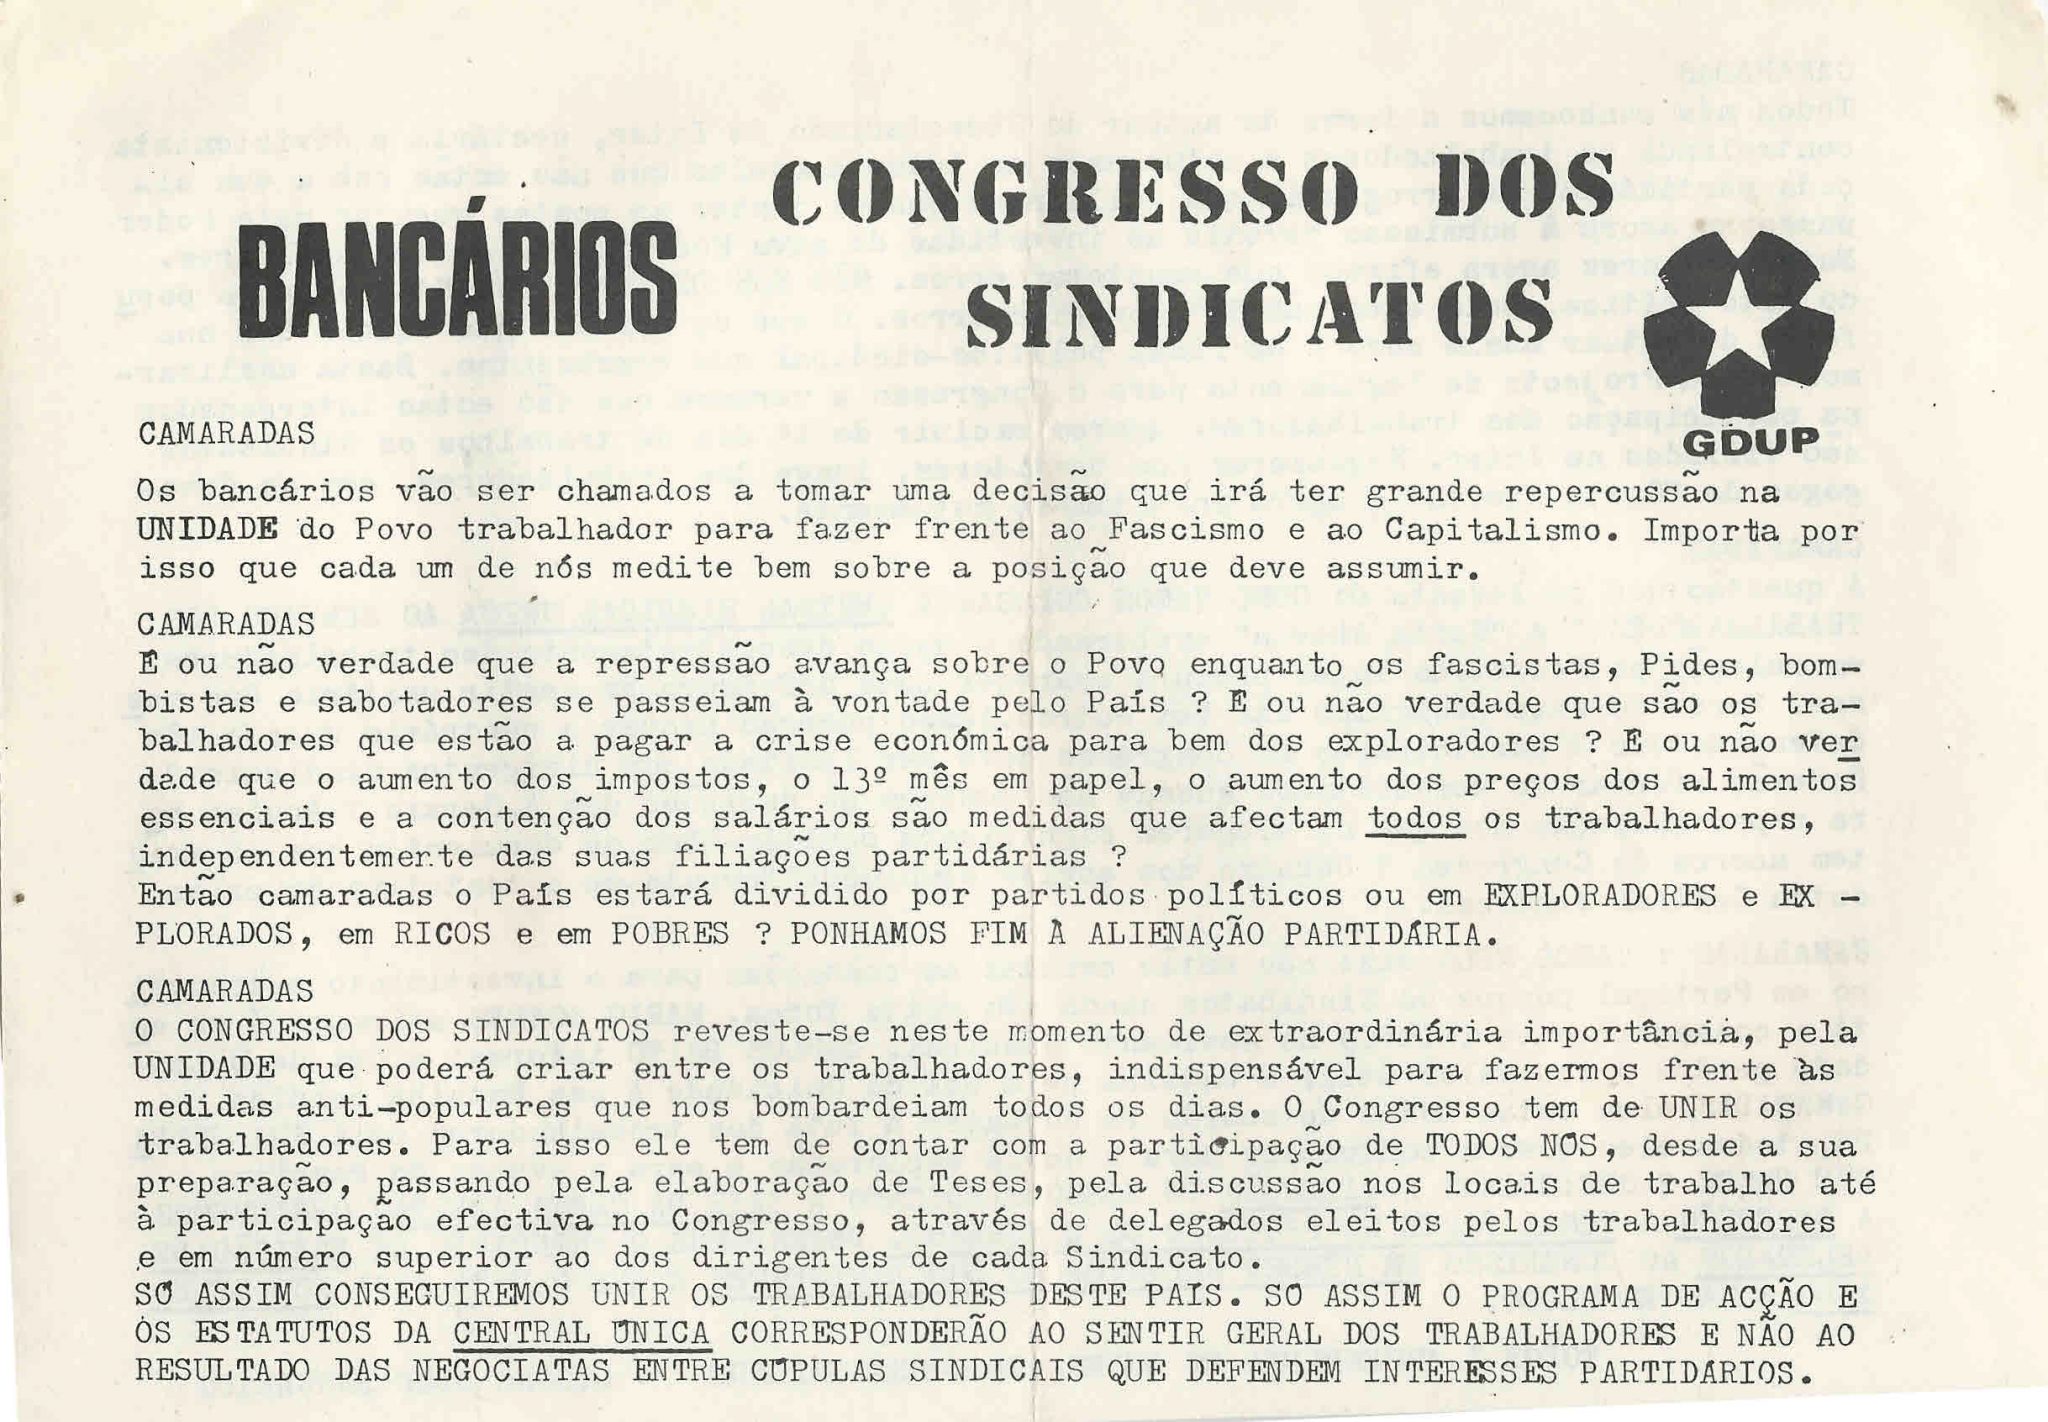 BANCÁRIOS
CONGRESSO DOS
SINDICATOS
GDUP
CAMARADAS
Os bancários vão ser chamados a tomar uma decisão que irá ter grande repercussão na
UNIDADE do Povo trabalhador para fazer frente ao Fascismo e ao Capitalismo. Importa por
isso que cada um de nós medite bem sobre a posição que deve assumir.
CAMARADAS
É ou não verdade que a repressão avança sobre o Povo enquanto os fascistas, Pides, bom-
bistas e sabotadores se passeiam à vontade pelo País ? E ou não verdade que são os tra-
balhadores que estão a pagar a crise económica para bem dos exploradores ? E ou não ver
dade que o aumento dos impostos, o 13º mês em papel, o aumento dos preços dos alimentos
essenciais e a contenção dos salários são medidas que afectam todos os trabalhadores,
independentemente das suas filiações partidárias ?
Então camaradas o País estará dividido por partidos políticos ou em EXPLORADORES e EX -
PLORADOS, em RICOS e em POBRES ? PONHAMOS FIM À ALIENAÇÃO PARTIDÁRIA.
CAMARADAS
O CONGRESSO DOS SINDICATOS reveste-se neste momento de extraordinária importância, pela
UNIDADE que poderá criar entre os trabalhadores, indispensável para fazermos frente às
medidas anti-populares que nos bombardeiam todos os dias. O Congresso tem de UNIR os
trabalhadores. Para isso ele tem de contar com a participação de TODOS NOS, desde a sua
preparação, passando pela elaboração de Teses, pela discussão nos locais de trabalho até
à participação efectiva no Congresso, através de delegados eleitos pelos trabalhadores
e em número superior ao dos dirigentes de cada Sindicato.
SÓ ASSIM CONSEGUIREMOS UNIR OS TRABALHADORES DESTE PAÍS. SO ASSIM O PROGRAMA DE ACÇÃO E
OS ESTATUTOS DA CENTRAL ÚNICA CORRESPONDERÃO AO SENTIR GERAL DOS TRABALHADORES E NÃO AO
RESULTADO DAS NEGOCIATAS ENTRE CÚPULAS SINDICAIS QUE DEFENDEM INTERESSES PARTIDÁRIOS.